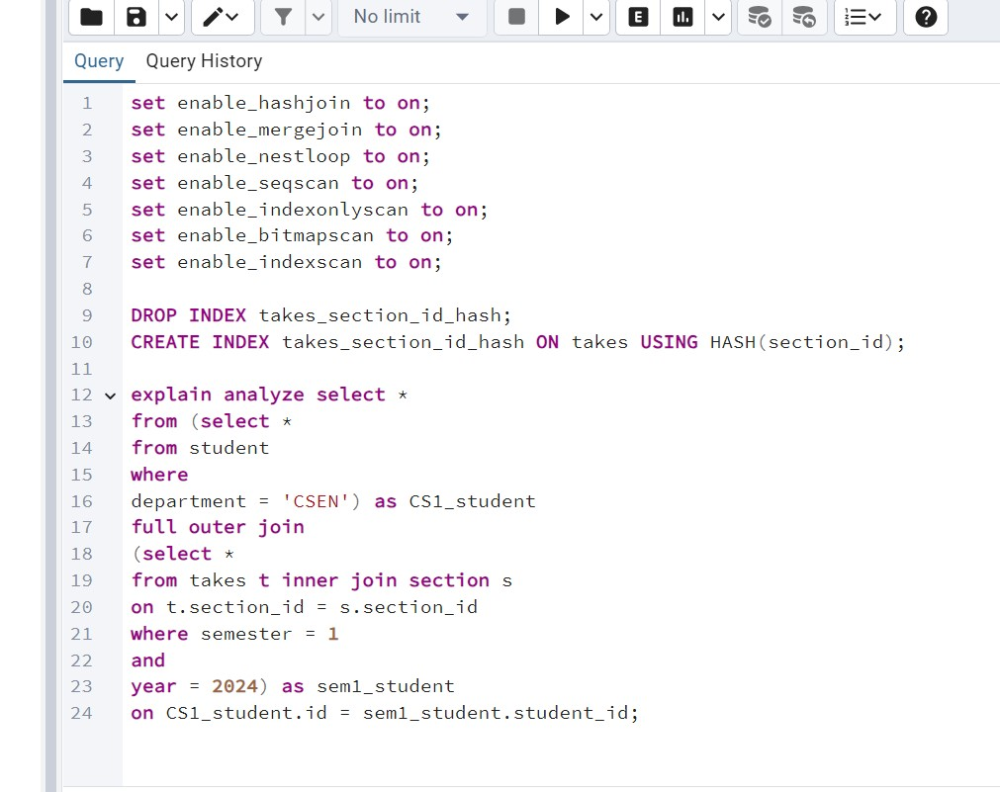 No limit
E
Query Query History
1 set enable_hashjoin to on;
2 set enable_mergejoin to on;
3 set enable_nestloop to on;
4 set enable_seqscan to on;
5 set enable_indexonlyscan to on;
6 set enable_bitmapscan to on;
7 set enable_indexscan to on;
8
9 DROP INDEX takes_section_id_hash;
10 CREATE INDEX takes_section_id_hash ON takes USING HASH(section_id);
11
12 explain analyze select *
13 from (select *
14 from student
15 where
16 department = 'CSEN') as CS1_student
17 full outer join
18 (select *
19 from takes t inner join section s
20 on t.section_id = s.section_id
21 where semester = 1
22 and
23 year = 2024) as sem1_student
24 on CS1_student.id = sem1_student.student_id;